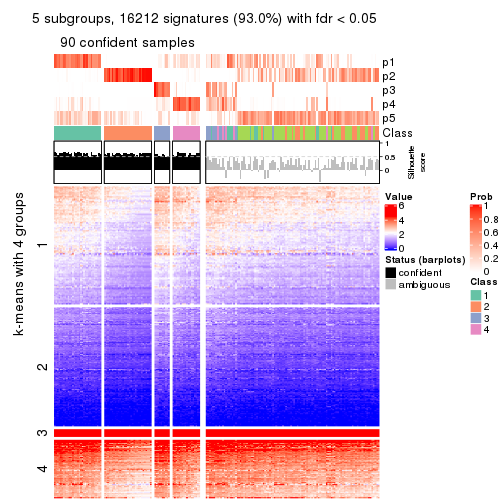 5 subgroups, 16212 signatures (93.0%) with fdr < 0.05
90 confident samples
p1
p2
p3
p4
p5
Class
1
0.5
0
Silhouette
score
k-means with 4 groups
1
2
3
4
Value
6
4
2
0
Status (barplots)
confident
ambiguous
Prob
1
0.8
0.6
0.4
0.2
0
Class
1
2
3
4